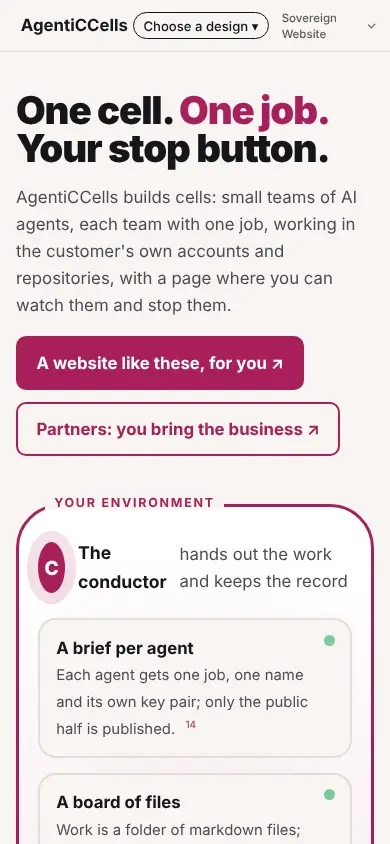 AgentiCCells
Choose a design ▾
Sovereign
Website
One cell. One job.
Your stop button.
AgentiCCells builds cells: small teams of AI
agents, each team with one job, working in
the customer's own accounts and
repositories, with a page where you can
watch them and stop them.
A website like these, for you ↗
Partners: you bring the business ↗
YOUR ENVIRONMENT
C
The
conductor
hands out the work
and keeps the record
A brief per agent
Each agent gets one job, one name
and its own key pair; only the public
half is published. 14
A board of files
Work is a folder of markdown files;